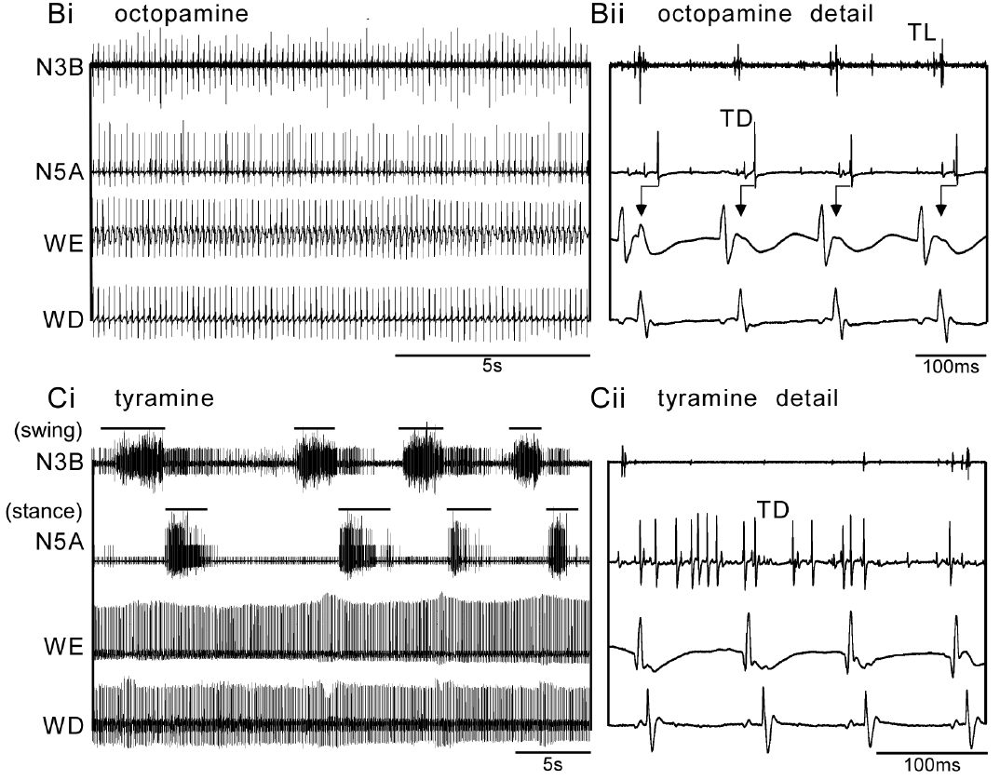 Bi octopamine
N3B
N5A
WE
WD
5s
Bii octopamine detail
TL
TD
100ms
Ci tyramine
(swing)
N3B
(stance)
N5A
WE
WD
5s
Cii tyramine detail
TD
100ms